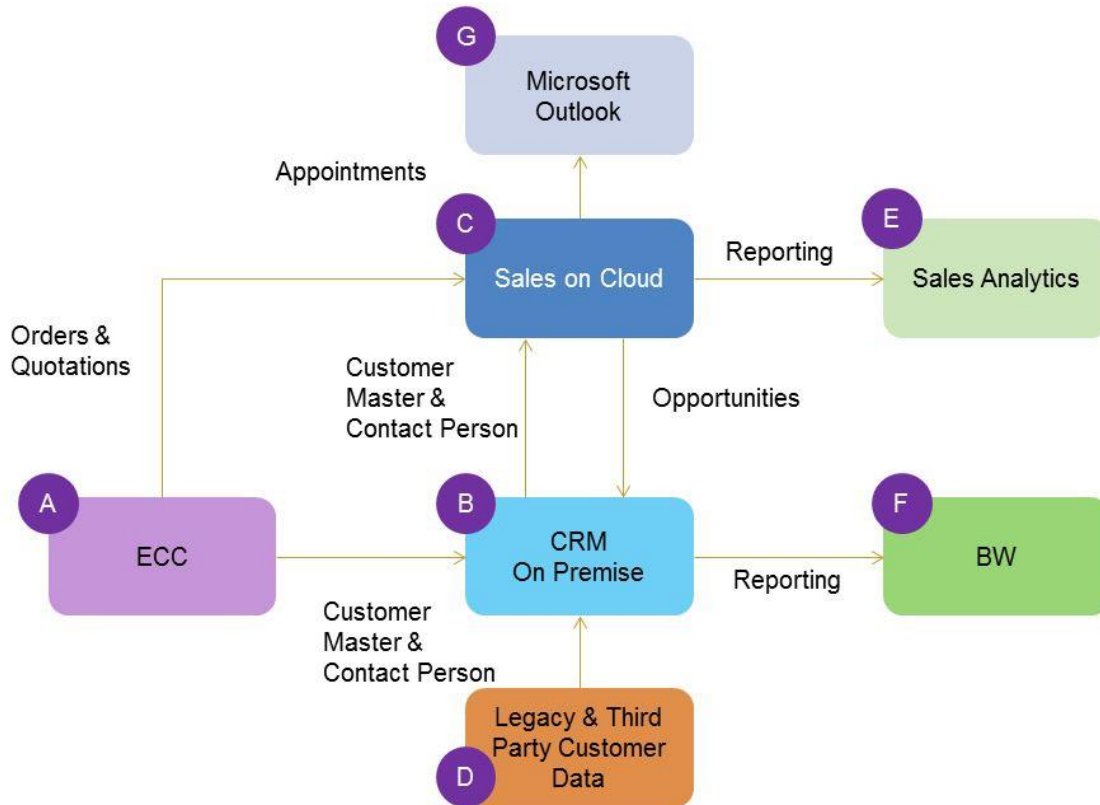 G
Microsoft
Outlook
Appointments
C
Sales on Cloud
Reporting
E
Sales Analytics
Orders &
Quotations
Customer
Master &
Contact Person
Opportunities
A
ECC
B
CRM
On Premise
Reporting
F
BW
Customer
Master &
Contact Person
Legacy & Third
Party Customer
Data
D